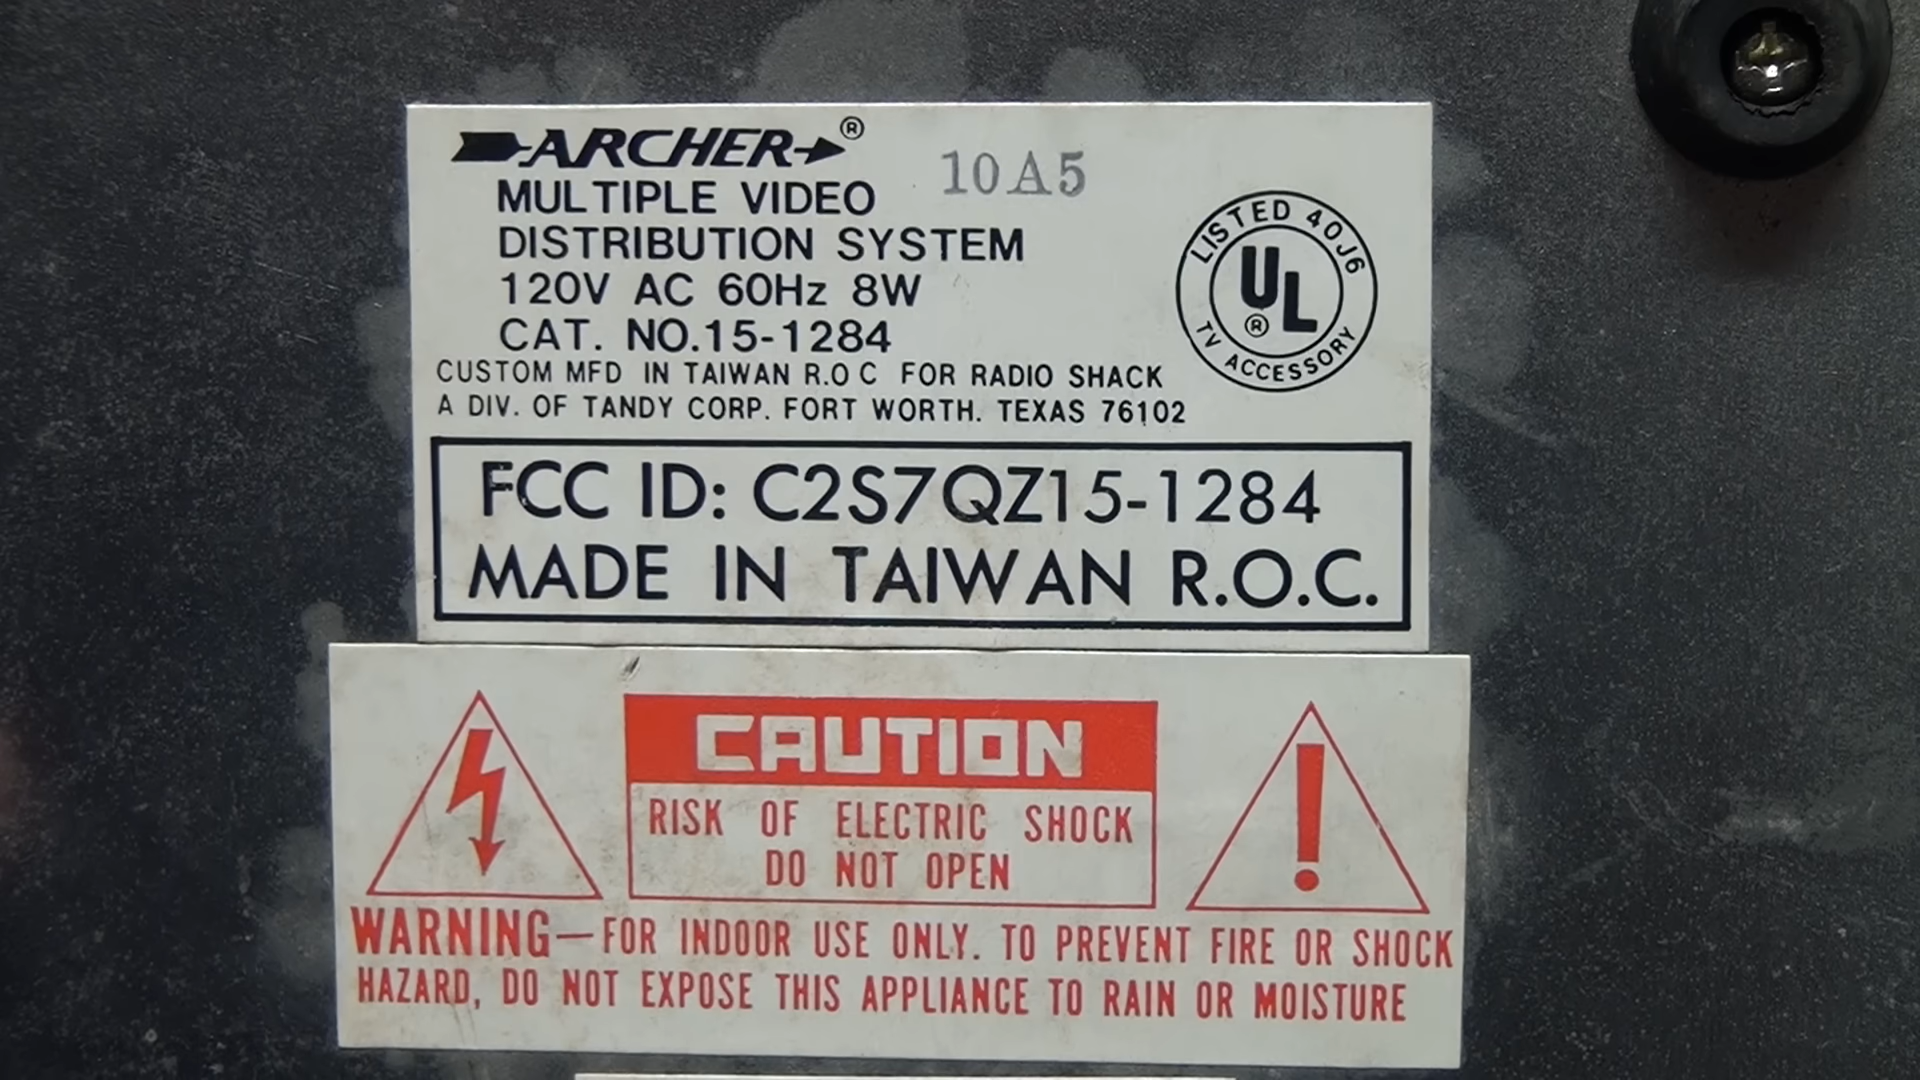 ARCHER®
10A5
MULTIPLE VIDEO
DISTRIBUTION SYSTEM
120V AC 60Hz 8W
CAT. NO.15-1284
CUSTOM MFD IN TAIWAN R.O C FOR RADIO SHACK
A DIV. OF TANDY CORP. FORT WORTH. TEXAS 76102
LISTED 40J6
UL®
TV ACCESSORY
FCC ID: C2S7QZ15-1284
MADE IN TAIWAN R.O.C.
CAUTION
RISK OF ELECTRIC SHOCK
DO NOT OPEN
WARNING—FOR INDOOR USE ONLY. TO PREVENT FIRE OR SHOCK
HAZARD, DO NOT EXPOSE THIS APPLIANCE TO RAIN OR MOISTURE